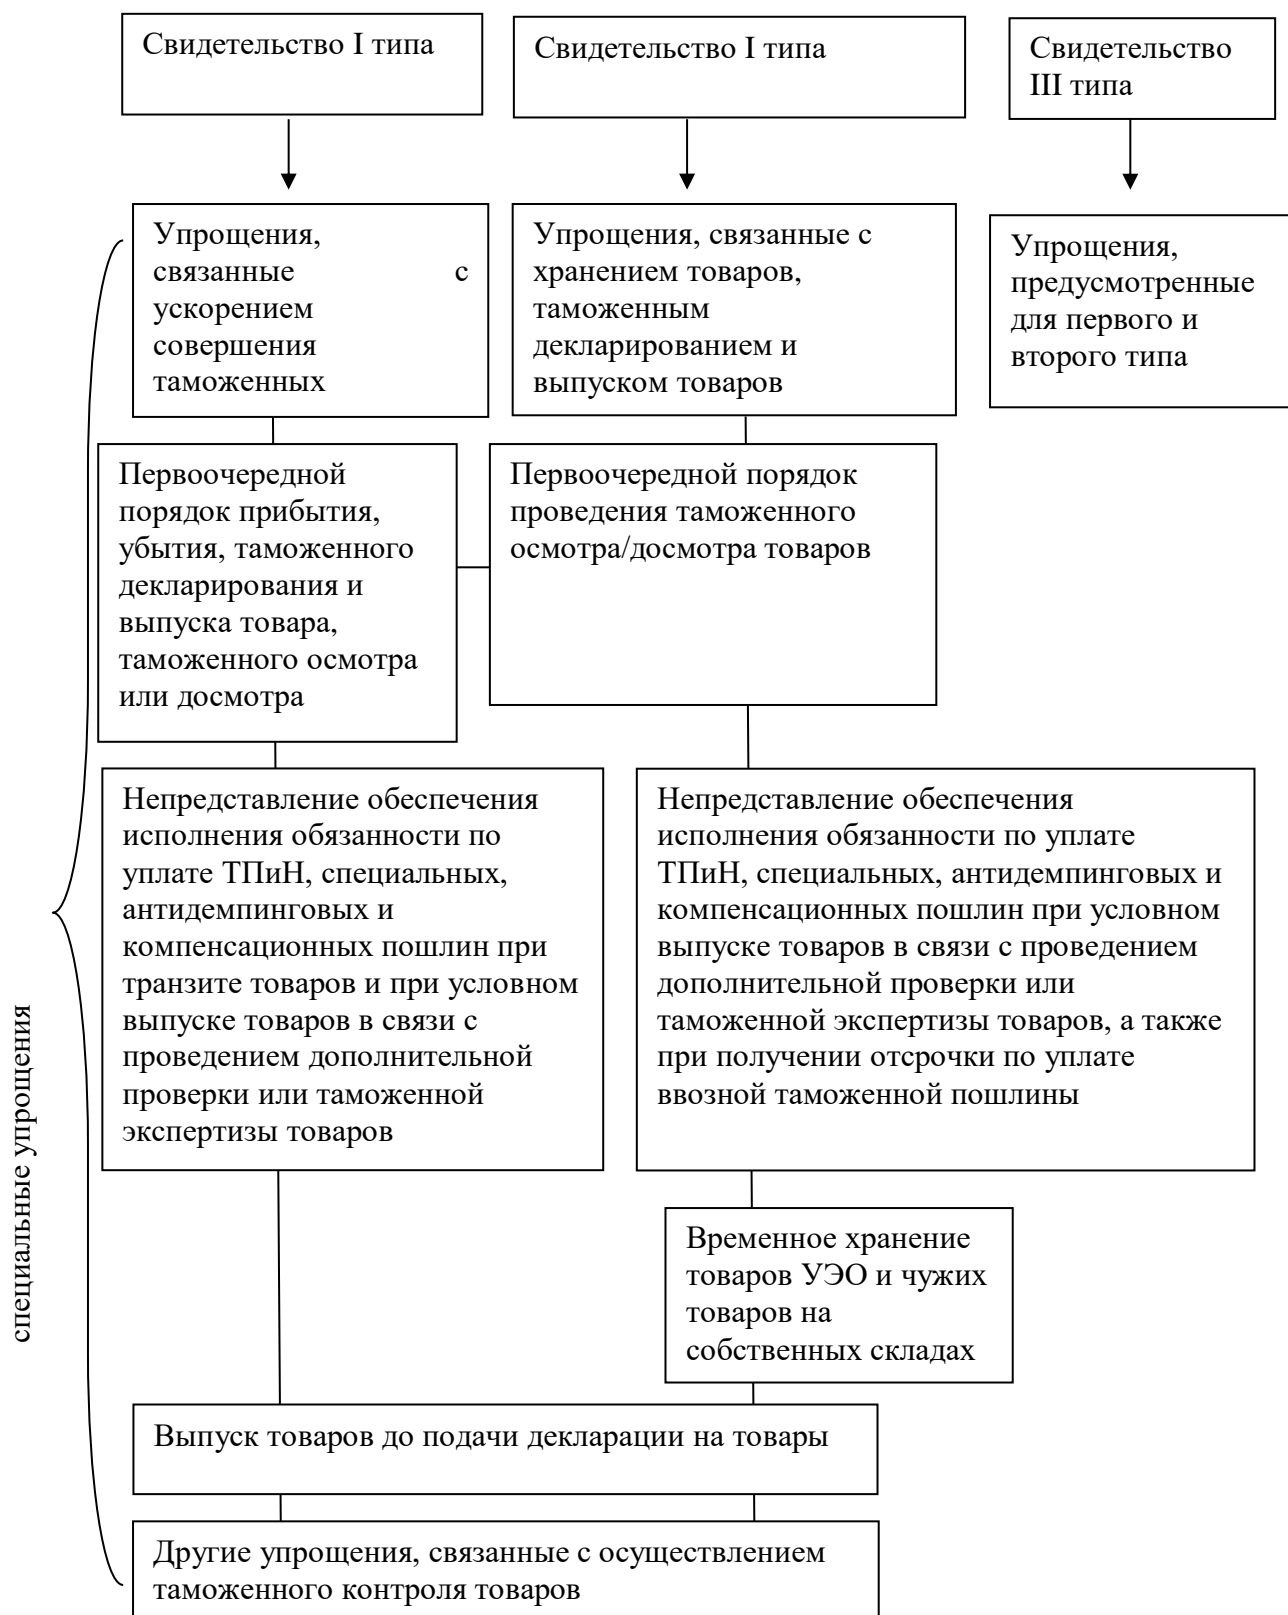 Свидетельство I типа
Свидетельство I типа
Свидетельство
III типа
Упрощения,
связанные с
ускорением
совершения
таможенных
Упрощения, связанные с
хранением товаров,
таможенным
декларированием и
выпуском товаров
Упрощения,
предусмотренные
для первого и
второго типа
Первоочередной
порядок прибытия,
убытия, таможенного
декларирования и
выпуска товара,
таможенного осмотра
или досмотра
Первоочередной порядок
проведения таможенного
осмотра/досмотра товаров
Непредставление обеспечения
исполнения обязанности по
уплате ТПиН, специальных,
антидемпинговых и
компенсационных пошлин при
транзите товаров и при условном
выпуске товаров в связи с
проведением дополнительной
проверки или таможенной
экспертизы товаров
Непредставление обеспечения
исполнения обязанности по уплате
ТПиН, специальных, антидемпинговых и
компенсационных пошлин при условном
выпуске товаров в связи с проведением
дополнительной проверки или
таможенной экспертизы товаров, а также
при получении отсрочки по уплате
ввозной таможенной пошлины
специальные упрощения
Временное хранение
товаров УЭО и чужих
товаров на
собственных складах
Выпуск товаров до подачи декларации на товары
Другие упрощения, связанные с осуществлением
таможенного контроля товаров